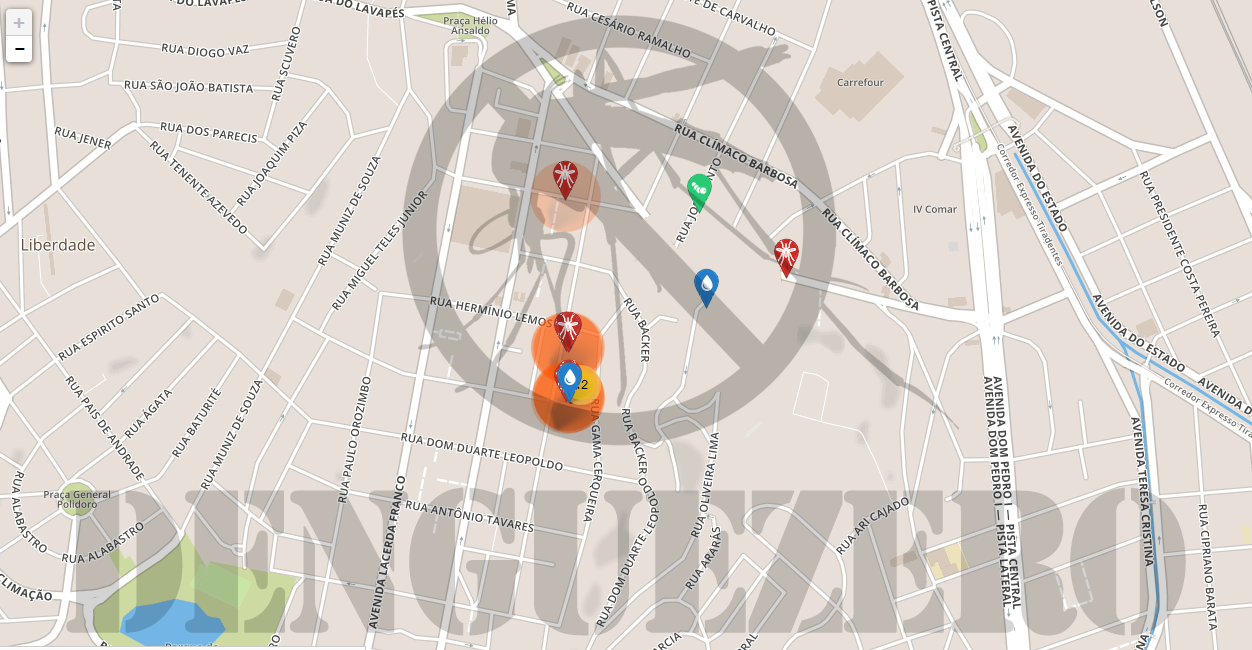 DO LAVAPÉS
DO LAVAPÉS
RUA CESÁRIO RAMALHO
DE CARVALHO
PISTA CENTRAL
LSON
+
−
Praça Hélio
Ansaldo
RUA DIOGO VAZ
RUA SCUVERO
RUA SÃO JOÃO BATISTA
Carrefour
RUA JENER
RUA DOS PARECIS
RUA JOAQUIM PIZA
RUA TENENTE AZEVEDO
RUA CLÍMACO BARBOSA
AVENIDA DO ESTADO
Corredor Expresso Tiradentes
RUA MUNIZ DE SOUZA
RUA MIGUEL TELES JUNIOR
IV Comar
RUA PRESIDENTE COSTA PEREIRA
Liberdade
RUA CLÍMACO BARBOSA
RUA ESPIRITO SANTO
RUA HERMÍNIO LEMOS
RUA BACKER
AVENIDA DO ESTADO
AVENIDA D
Corredor Expresso Tir
2
RUA PAIS DE ANDRADE
RUA ÁGATA
RUA BATURITÉ
RUA MUNIZ DE SOUZA
RUA PAULO OROZIMBO
RUA GAMA CERQUEIRA
RUA BACKER
RUA DOM DUARTE LEOPOLDO
RUA OLIVEIRA LIMA
AVENIDA DOM PEDRO I — PISTA CENTRAL
AVENIDA DOM PEDRO I — PISTA LATERAL
AVENIDA TERESA CRISTINA
RUA ALABASTRO
Praça General
Polidoro
AVENIDA LACERDA FRANCO
RUA ANTÔNIO TAVARES
RUA DOM DUARTE LEOPOLDO
RUA ARARÁS
RUA ARI CAJADO
RUA CIPRIANO BARATA
RUA ALABASTRO
CLIMAÇÃO
DENGUEZERO